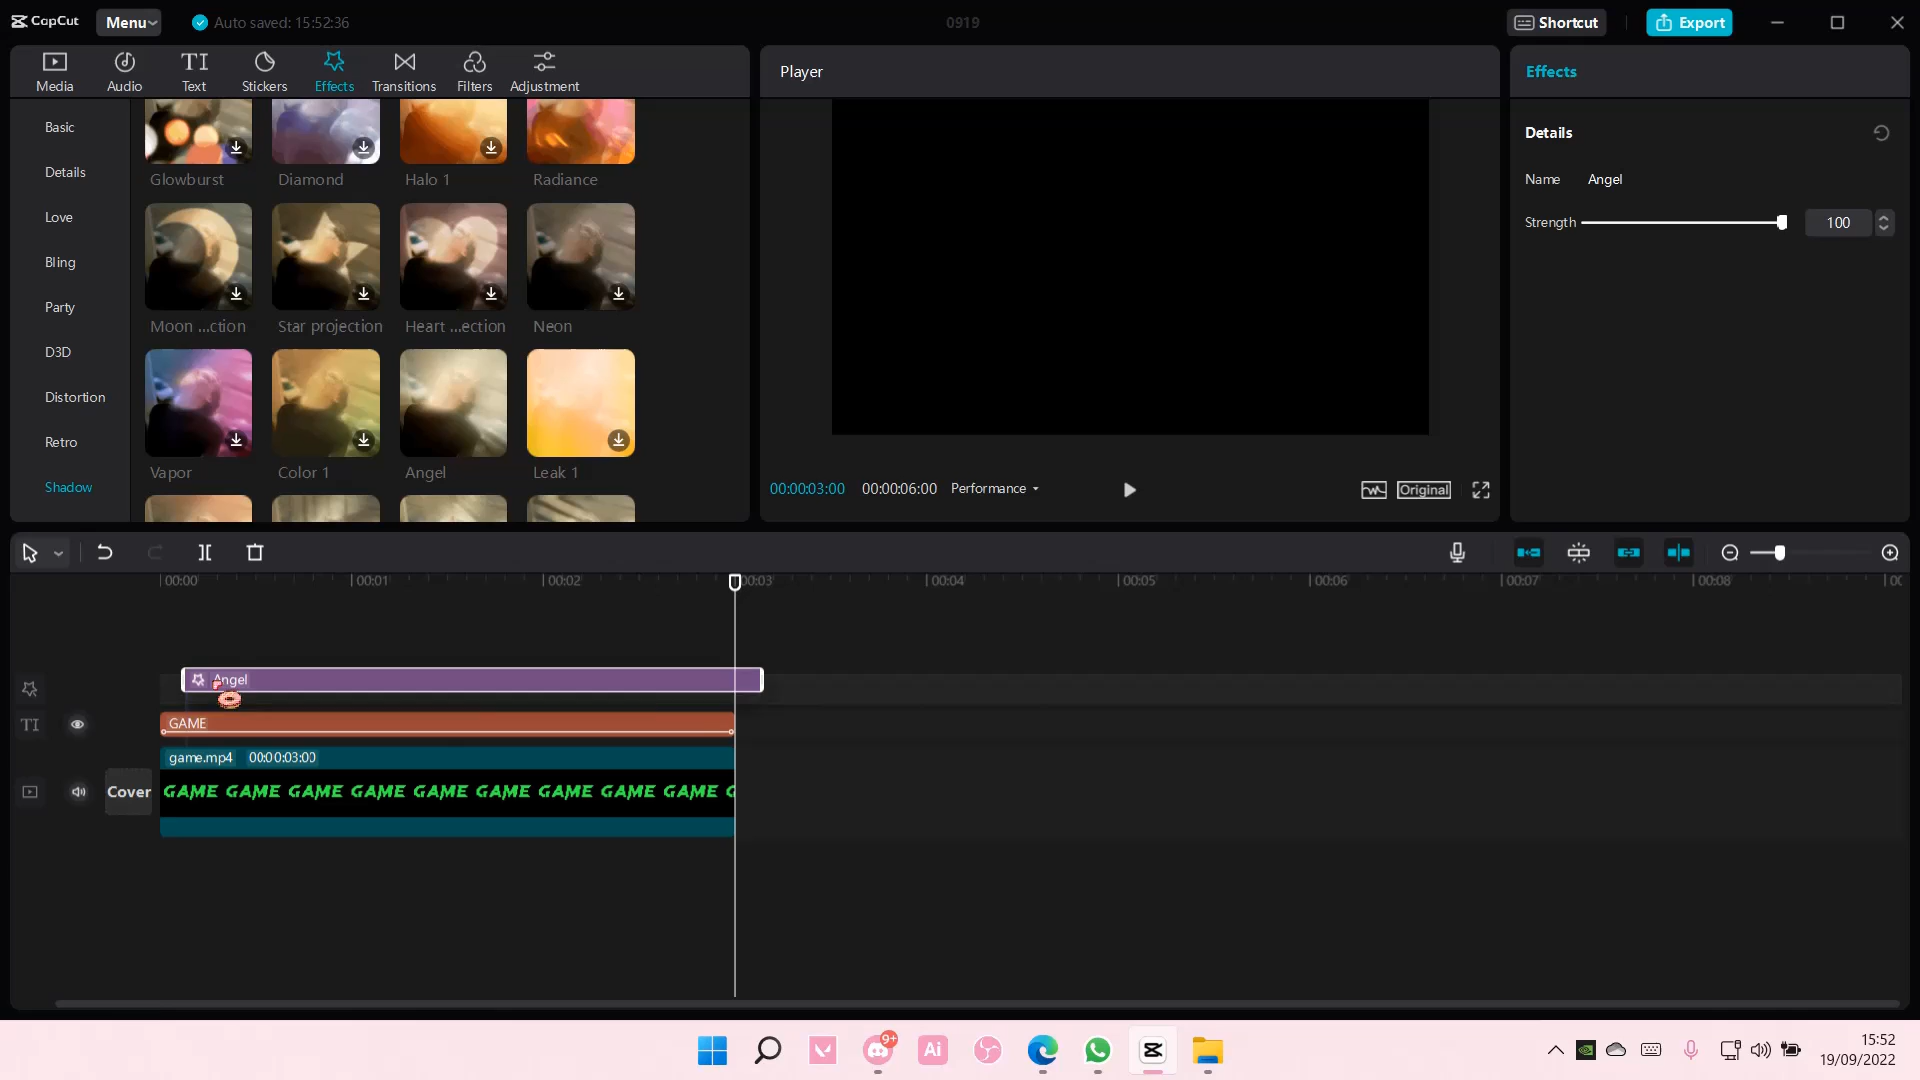 CapCut
Menu
Auto saved: 15:52:36
0919
Shortcut
Export
Media
Audio
Text
Stickers
Effects
Transitions
Filters
Adjustment
Player
Effects
Basic
Details
Love
Bling
Party
D3D
Distortion
Retro
Shadow
Glowburst
Diamond
Halo 1
Radiance
Moon ...ction
Star projection
Heart ...ection
Neon
Vapor
Color 1
Angel
Leak 1
Details
Name Angel
Strength 100
00:00:03:00 00:00:06:00 Performance
Original
00:00 00:01 00:02 00:03 00:04 00:05 00:06 00:07 00:08
Angel
TI GAME
game.mp4 00:00:03:00
Cover GAME GAME GAME GAME GAME GAME GAME GAME GAME G
9+
Ai
15:52
19/09/2022